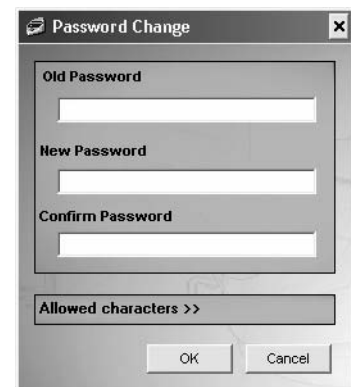 Password Change
Old Password
New Password
Confirm Password
Allowed characters >>
OK
Cancel